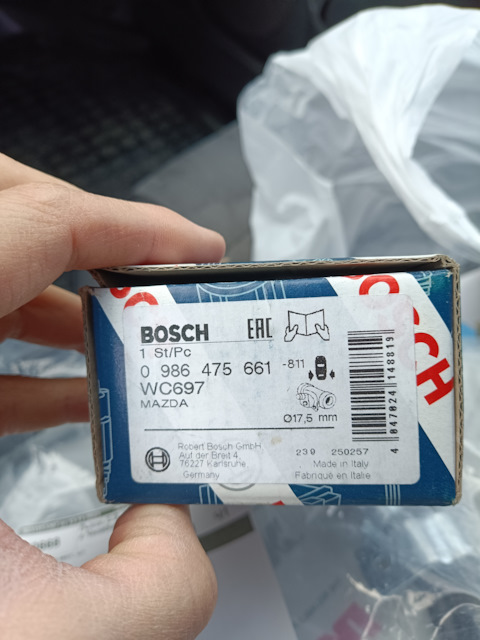 BOSCH
EAC
1 St/Pc
0 986 475 661
-811
WC697
MAZDA
Ø17,5 mm
4 047024 148819
Robert Bosch GmbH
Auf der Breit 4
76227 Karlsruhe
Germany
239 250257
Made in Italy
Fabriqué en Italie